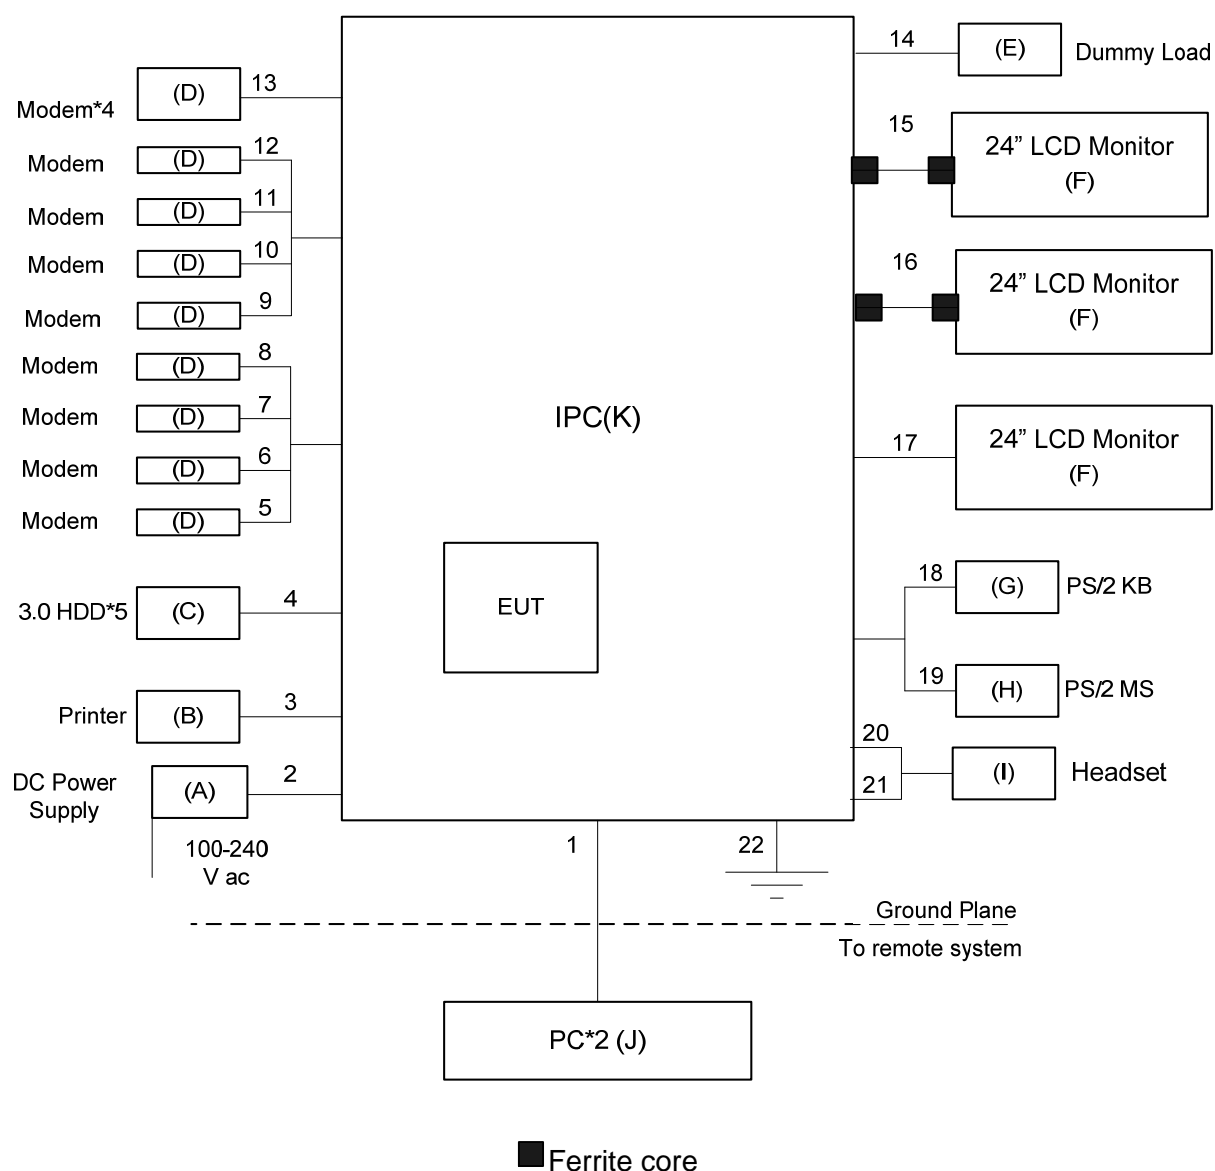 14
(E)
Dummy Load
Modem*4
(D)
13
15
24” LCD Monitor
(F)
Modem
(D)
12
Modem
(D)
11
Modem
(D)
10
16
24” LCD Monitor
(F)
Modem
(D)
9
Modem
(D)
8
Modem
(D)
7
IPC(K)
17
24” LCD Monitor
(F)
Modem
(D)
6
Modem
(D)
5
18
(G)
PS/2 KB
3.0 HDD*5
(C)
4
EUT
19
(H)
PS/2 MS
Printer
(B)
3
20
21
(I)
Headset
DC Power
Supply
(A)
2
100-240
V ac
1
22
Ground Plane
To remote system
PC*2 (J)
Ferrite core